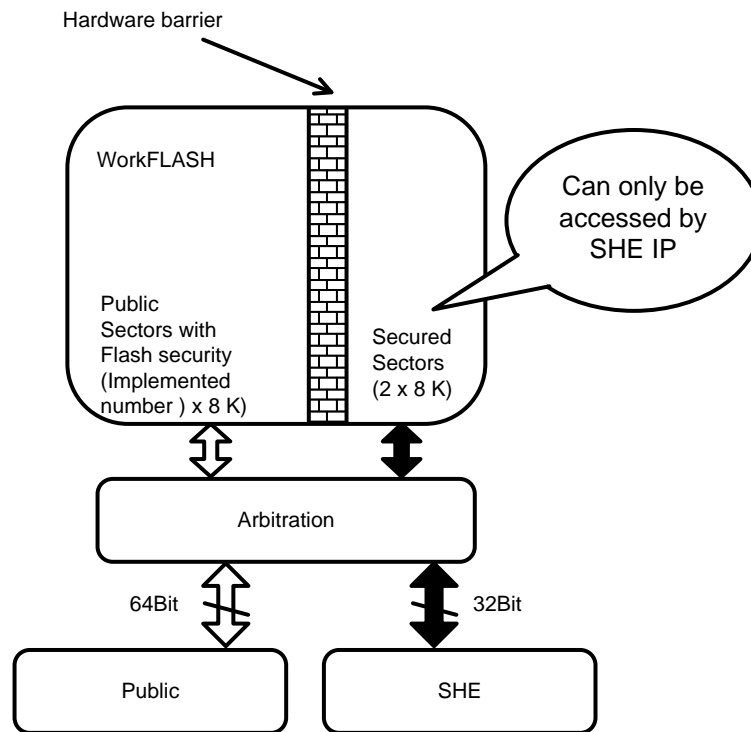 Hardware barrier
WorkFLASH
Can only be
accessed by
SHE IP
Public
Sectors with
Flash security
(Implemented
number ) x 8 K)
Secured
Sectors
(2 x 8 K)
Arbitration
64Bit
32Bit
Public
SHE